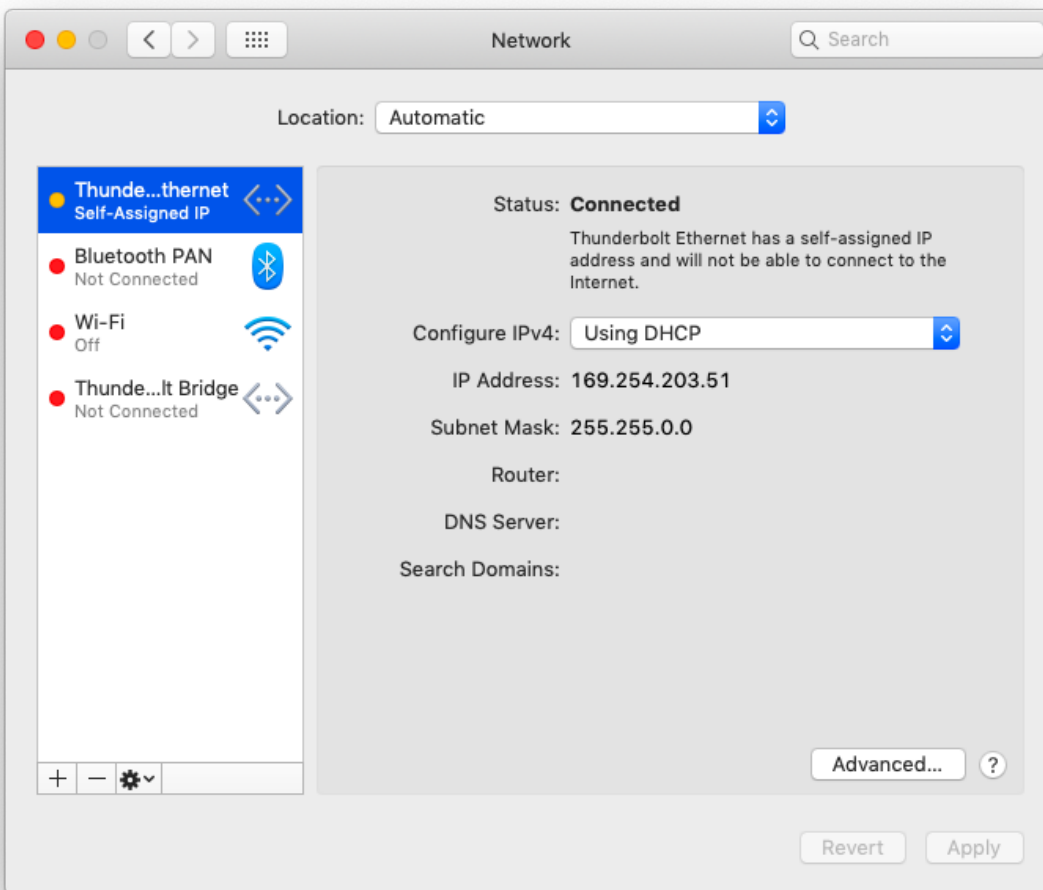 Network
Search
Location: Automatic
Thunde...thernet
Self-Assigned IP
Bluetooth PAN
Not Connected
Wi-Fi
Off
Thunde...lt Bridge
Not Connected
Status: Connected
Thunderbolt Ethernet has a self-assigned IP
address and will not be able to connect to the
Internet.
Configure IPv4: Using DHCP
IP Address: 169.254.203.51
Subnet Mask: 255.255.0.0
Router:
DNS Server:
Search Domains:
Advanced... ?
Revert Apply